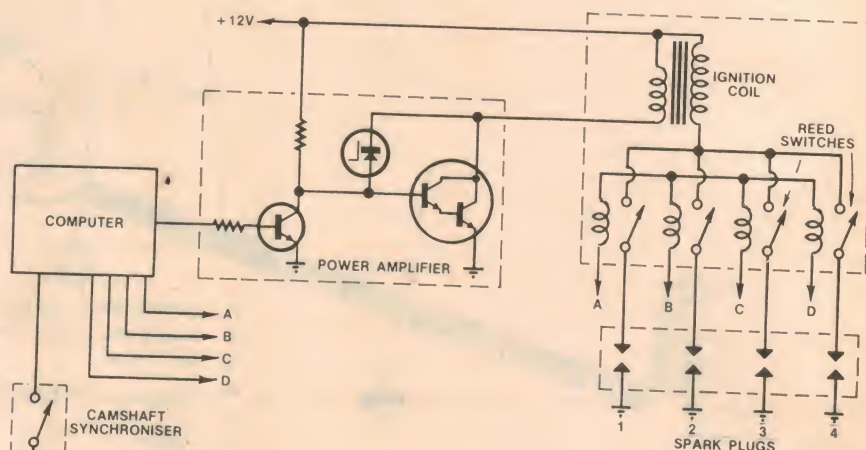 +12V
IGNITION
COIL
REED
SWITCHES
COMPUTER
POWER AMPLIFIER
A
B
C
D
A
B
C
D
CAMSHAFT
SYNCHRONISER
1
2
3
4
SPARK PLUGS